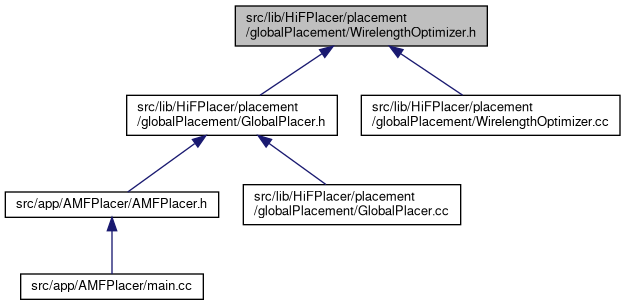 src/lib/HiFPlacer/placement
/globalPlacement/WirelengthOptimizer.h
src/lib/HiFPlacer/placement
/globalPlacement/GlobalPlacer.h
src/lib/HiFPlacer/placement
/globalPlacement/WirelengthOptimizer.cc
src/app/AMFPlacer/AMFPlacer.h
src/lib/HiFPlacer/placement
/globalPlacement/GlobalPlacer.cc
src/app/AMFPlacer/main.cc